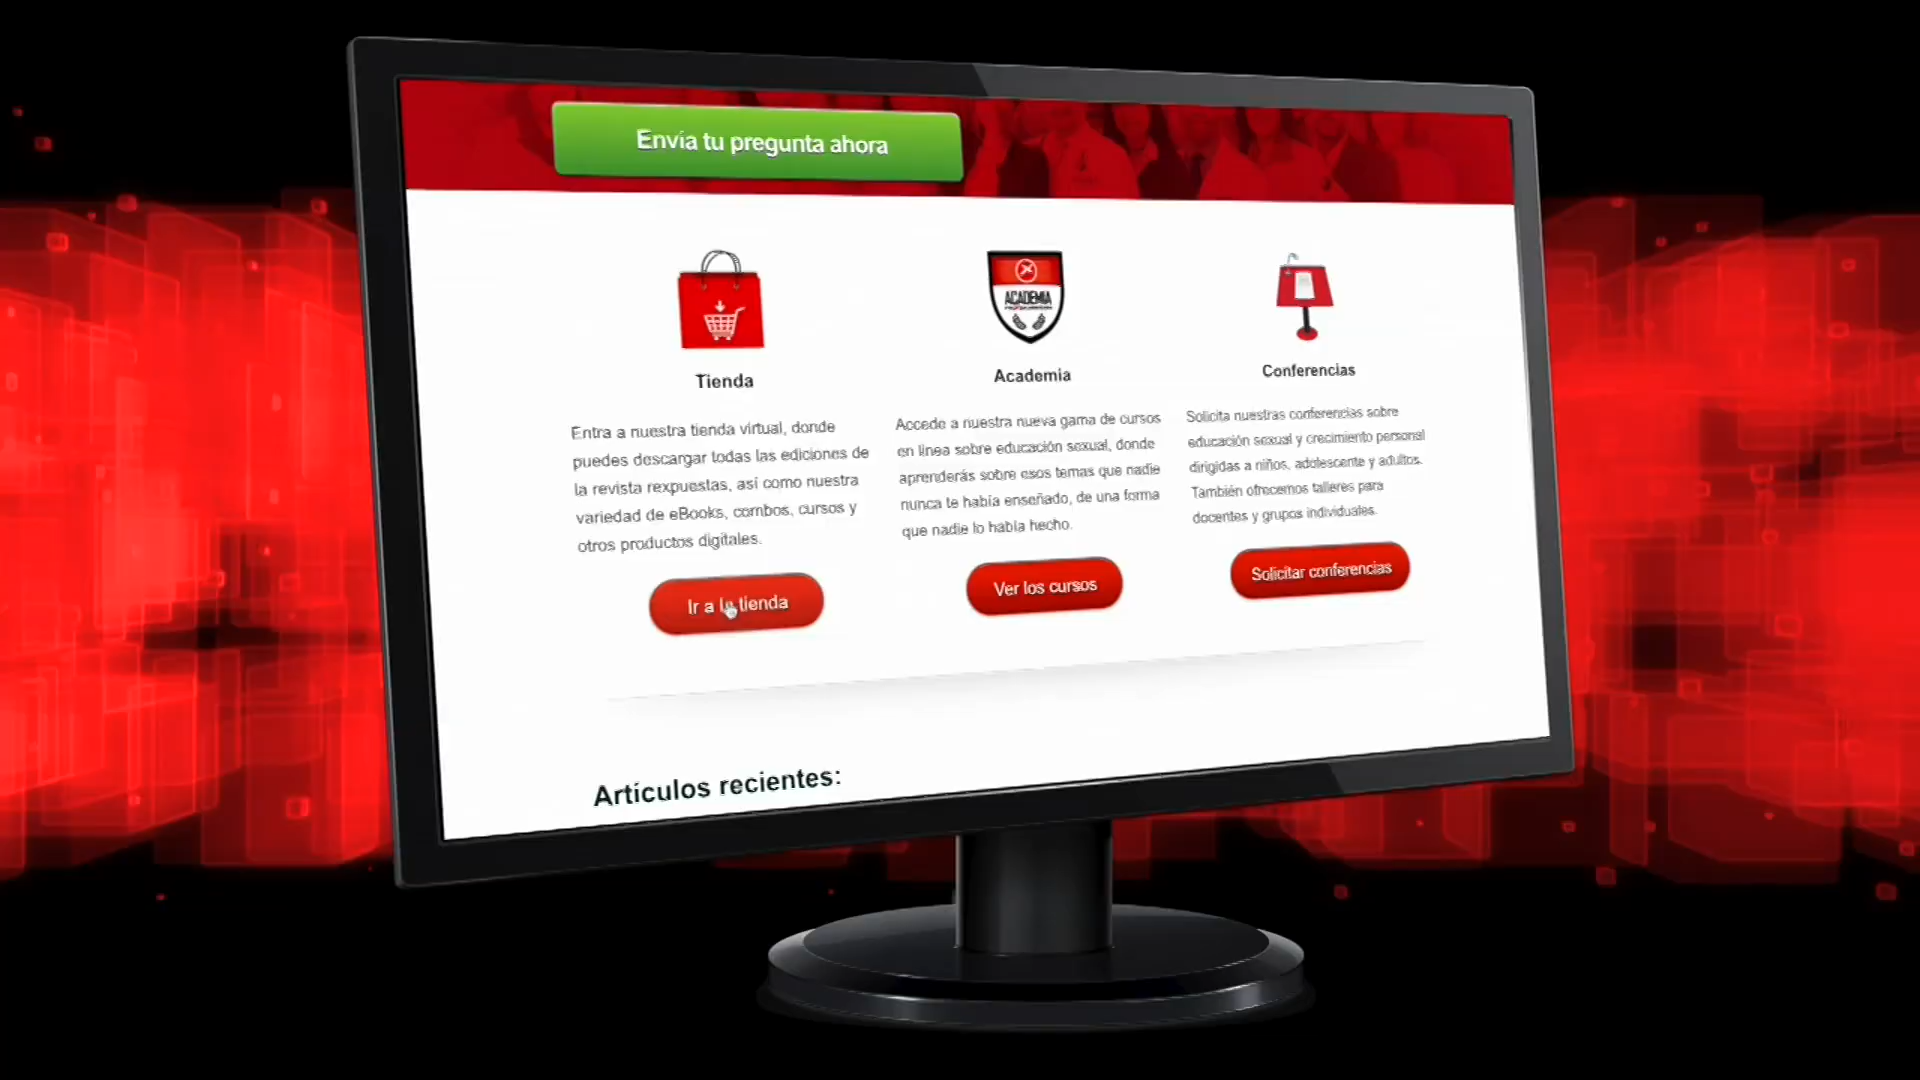 Envía tu pregunta ahora
ACADEMIA
Tienda
Entra a nuestra tienda virtual, donde
puedes descargar todas las ediciones de
la revista rexpuestas, así como nuestra
variedad de eBooks, combos, cursos y
otros productos digitales.
Ir a la tienda
Academia
Accede a nuestra nueva gama de cursos
en línea sobre educación sexual, donde
aprenderás sobre esos temas que nadie
nunca te había enseñado, de una forma
que nadie lo había hecho.
Ver los cursos
Conferencias
Solicita nuestras conferencias sobre
educación sexual y crecimiento personal
dirigidas a niños, adolescente y adultos.
También ofrecemos talleres para
docentes y grupos individuales.
Solicitar conferencias
Artículos recientes: